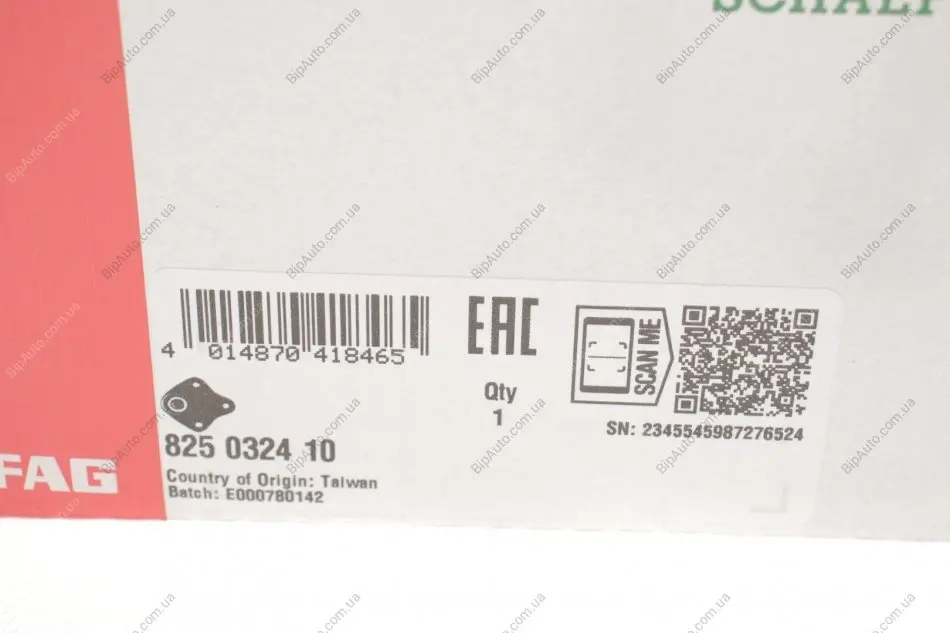 SCHAEF
4 014870 418465
EAC
Qty
1
SCAN ME
SN: 2345545987276524
825 0324 10
Country of Origin: Taiwan
Batch: E000780142
FAG
BipAuto.com.ua